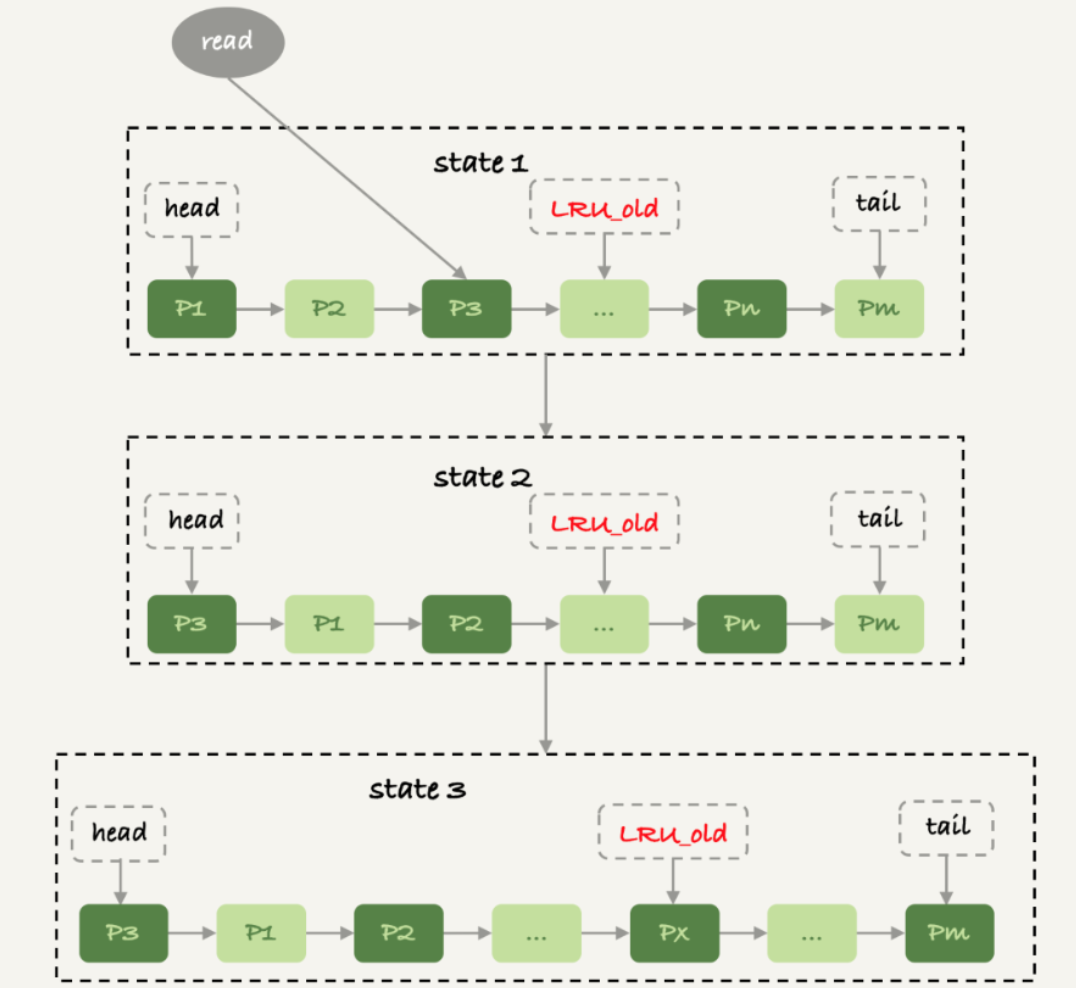 read
state 1
head
LRU_old
tail
P1
P2
P3
...
Pn
Pm
state 2
head
LRU_old
tail
P3
P1
P2
...
Pn
Pm
state 3
head
LRU_old
tail
P3
P1
P2
...
Px
...
Pm